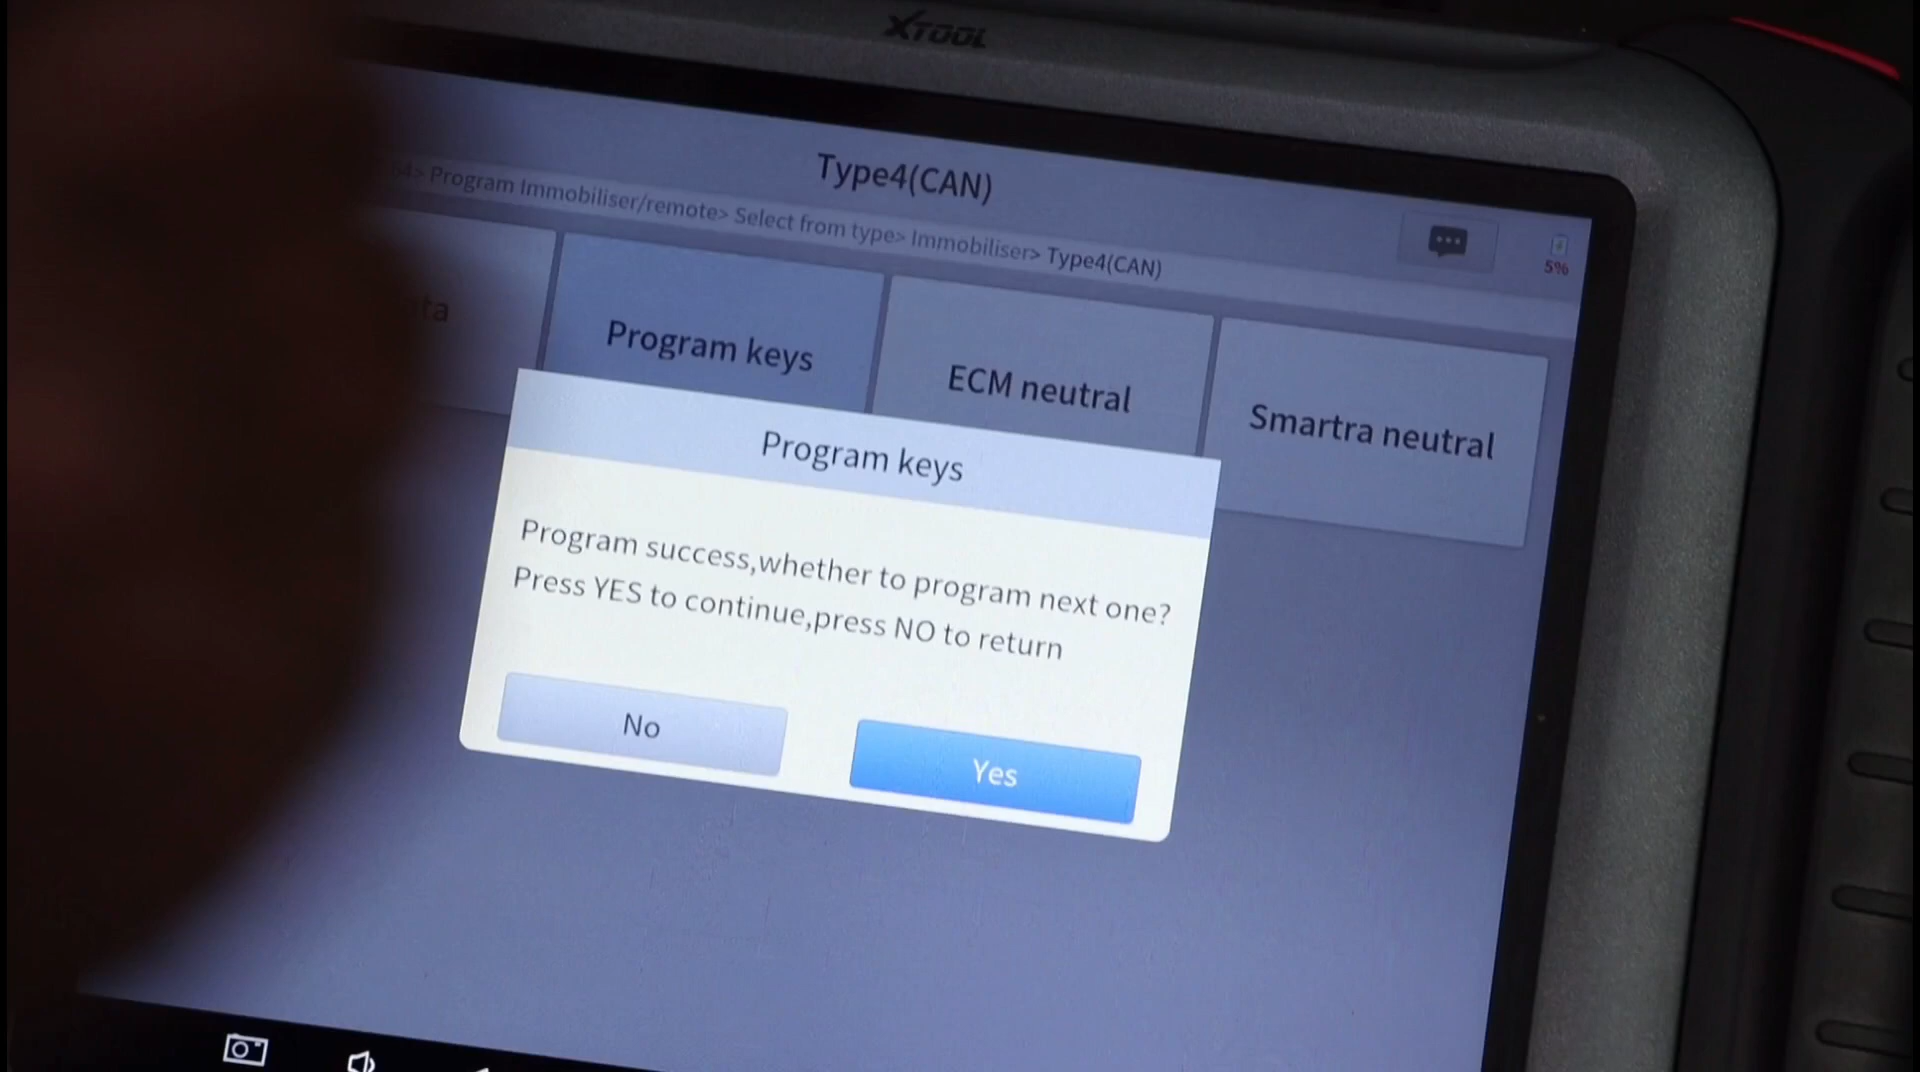 XTOOL
Type4(CAN)
> Program Immobiliser/remote> Select from type> Immobiliser> Type4(CAN)
5%
Program keys
ECM neutral
Smartra neutral
Program keys
Program success,whether to program next one?
Press YES to continue,press NO to return
No
Yes